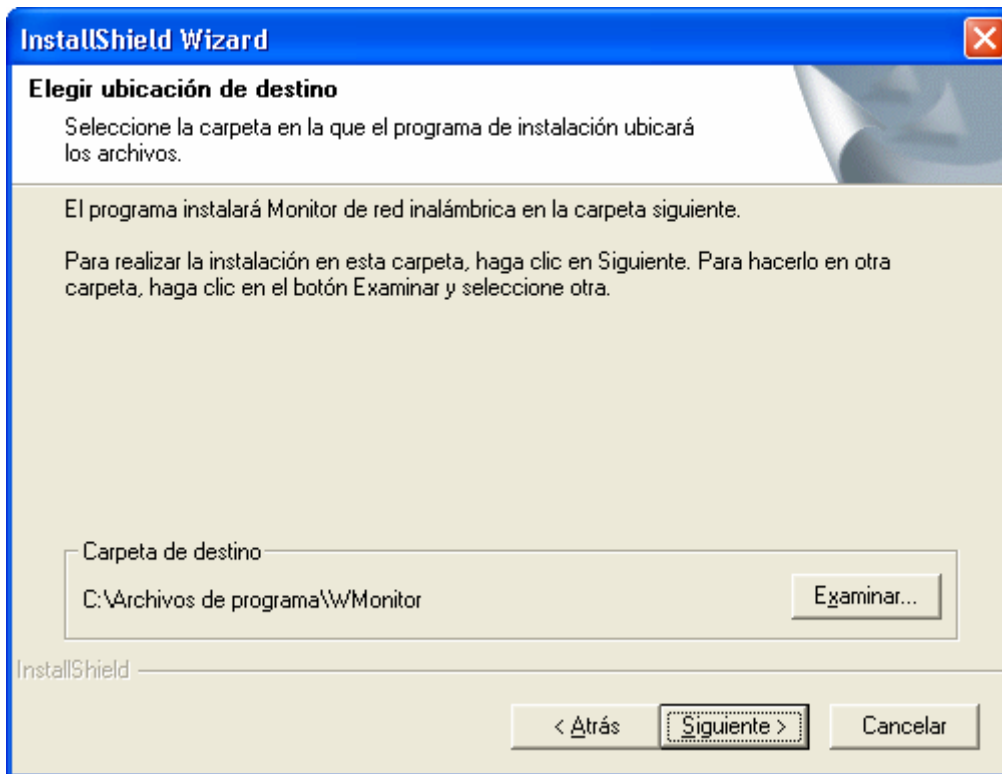 InstallShield Wizard
Elegir ubicación de destino
Seleccione la carpeta en la que el programa de instalación ubicará
los archivos.
El programa instalará Monitor de red inalámbrica en la carpeta siguiente.
Para realizar la instalación en esta carpeta, haga clic en Siguiente. Para hacerlo en otra
carpeta, haga clic en el botón Examinar y seleccione otra.
Carpeta de destino
C:\Archivos de programa\WMonitor
Examinar...
InstallShield
< Atrás
Siguiente >
Cancelar